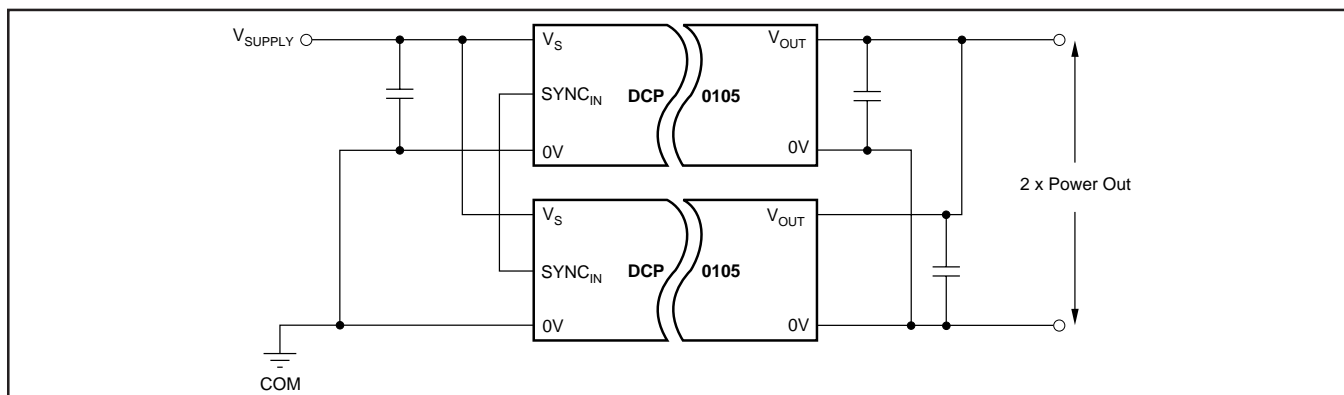 VSUPPLY
VS
VOUT
SYNCIN
DCP
0105
0V
0V
2 x Power Out
VS
VOUT
SYNCIN
DCP
0105
0V
0V
COM